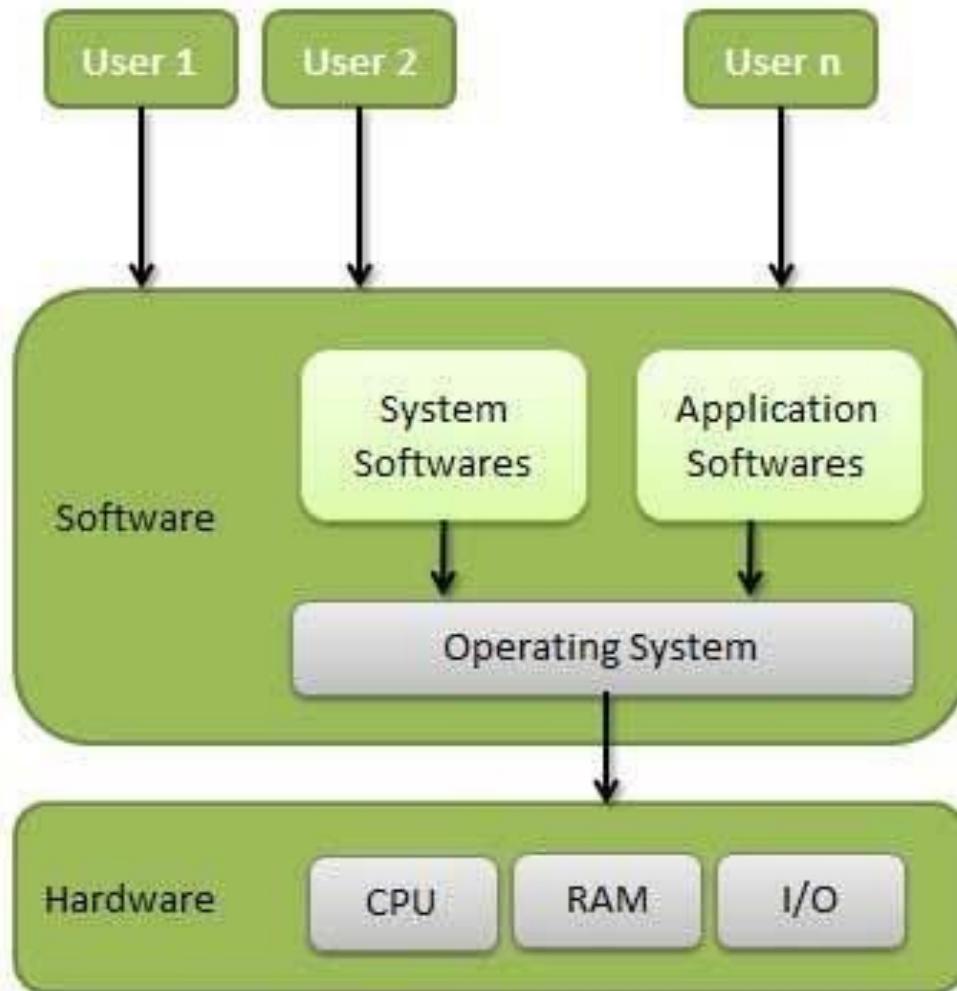 User 1
User 2
User n
System
Softwares
Application
Softwares
Software
Operating System
Hardware
CPU
RAM
I/O